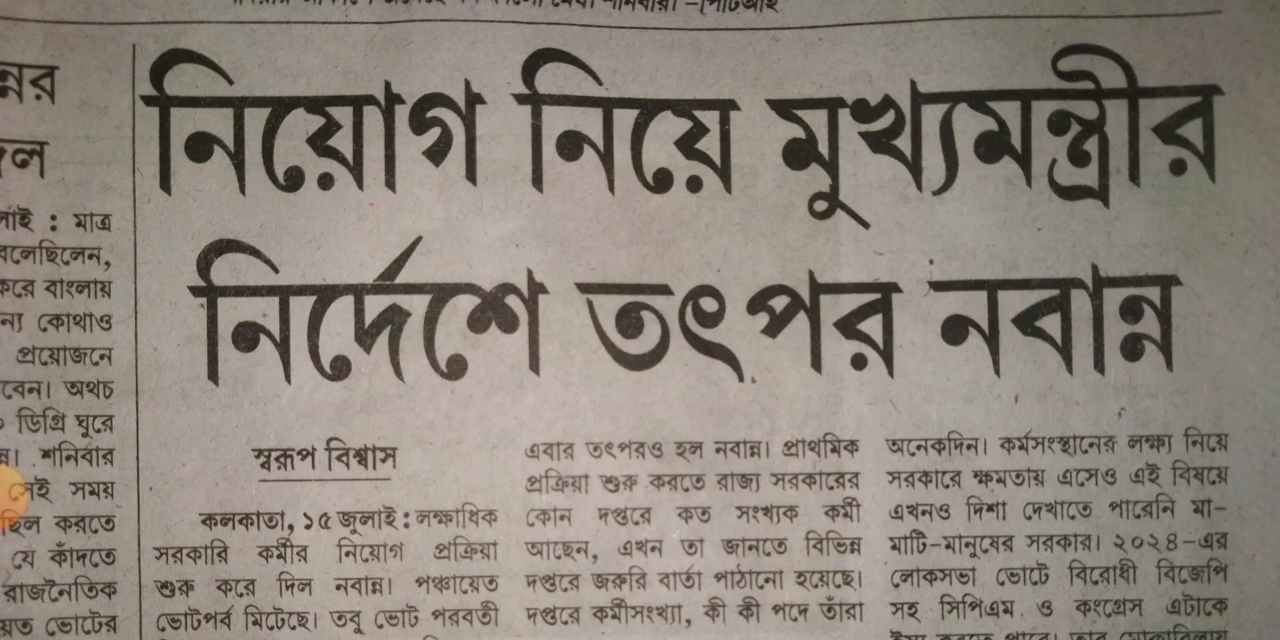 নিয়োগ নিয়ে মুখ্যমন্ত্রীর
নির্দেশে তৎপর নবান্ন
স্বরূপ বিশ্বাস
কলকাতা, ১৫ জুলাই : লক্ষাধিক
সরকারি কর্মীর নিয়োগ প্রক্রিয়া
শুরু করে দিল নবান্ন। পঞ্চায়েত
ভোটপর্ব মিটেছে। তবু ভোট পরবর্তী
এবার তৎপরও হল নবান্ন। প্রাথমিক
প্রক্রিয়া শুরু করতে রাজ্য সরকারের
কোন দপ্তরে কত সংখ্যক কর্মী
আছেন, এখন তা জানতে বিভিন্ন
দপ্তরে জরুরি বার্তা পাঠানো হয়েছে।
দপ্তরে কর্মীসংখ্যা, কী কী পদে তাঁরা
অনেকদিন। কর্মসংস্থানের লক্ষ্য নিয়ে
সরকারে ক্ষমতায় এসেও এই বিষয়ে
এখনও দিশা দেখাতে পারেনি মা-
মাটি-মানুষের সরকার। ২০২৪-এর
লোকসভা ভোটে বিরোধী বিজেপি
সহ সিপিএম ও কংগ্রেস এটাকে
: মাত্র
বলেছিলেন,
করে বাংলায়
কোথাও
প্রয়োজনে
অথচ
ডিগ্রি ঘুরে
শনিবার
সেই সময়
করতে
যে কাঁদতে
রাজনৈতিক
ভোটের